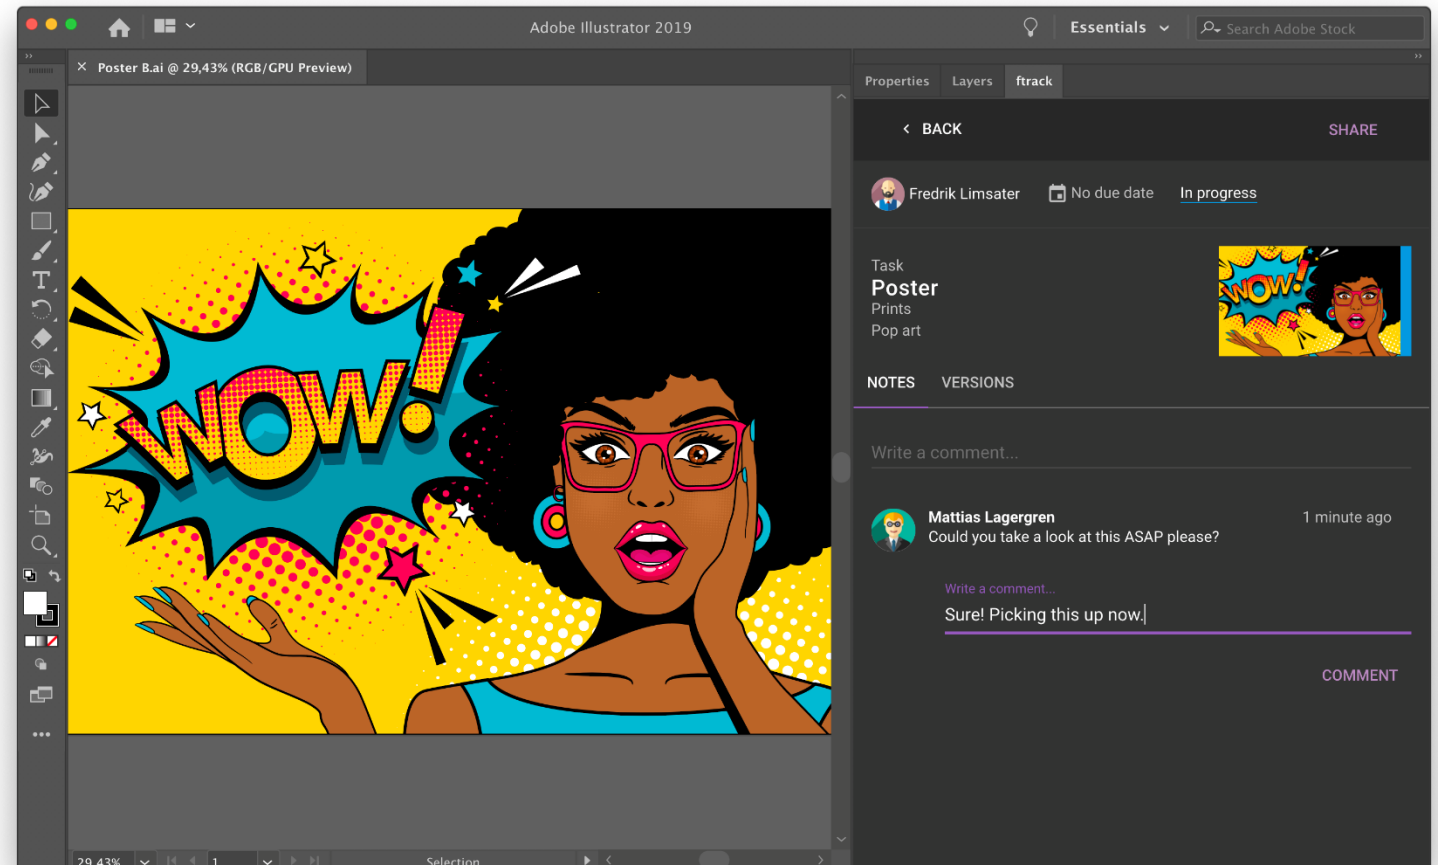 Adobe Illustrator 2019
Essentials
Search Adobe Stock
Poster B.ai @ 29,43% (RGB/GPU Preview)
WOW!
29,43%
1
Selection
Properties Layers ftrack
BACK
SHARE
Fredrik Limsater
No due date
In progress
Task
Poster
Prints
Pop art
WOW!
NOTES VERSIONS
Write a comment...
Mattias Lagergren
1 minute ago
Could you take a look at this ASAP please?
Write a comment...
Sure! Picking this up now.
COMMENT